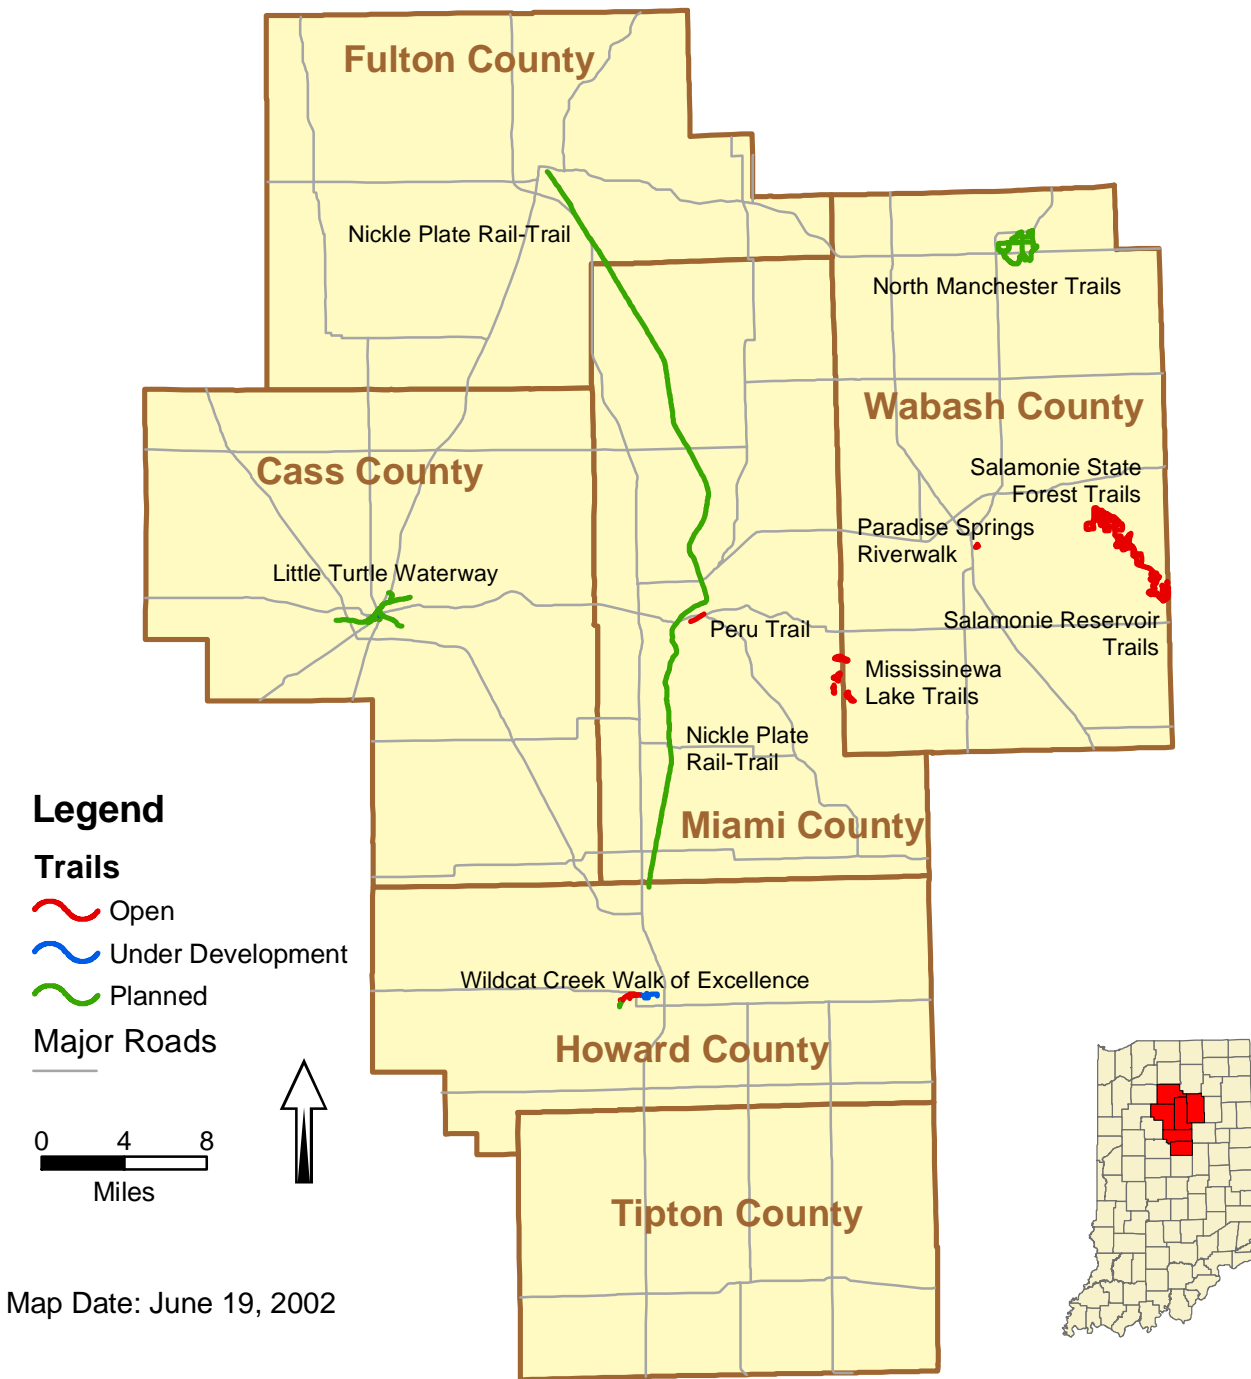 Fulton County
Nickle Plate Rail-Trail
North Manchester Trails
Wabash County
Cass County
Salamonie State
Forest Trails
Paradise Springs
Riverwalk
Little Turtle Waterway
Salamonie Reservoir
Trails
Peru Trail
Mississinewa
Lake Trails
Nickle Plate
Rail-Trail
Miami County
Legend
Trails
Open
Under Development
Planned
Major Roads
Wildcat Creek Walk of Excellence
Howard County
0 4 8
Miles
Tipton County
Map Date: June 19, 2002